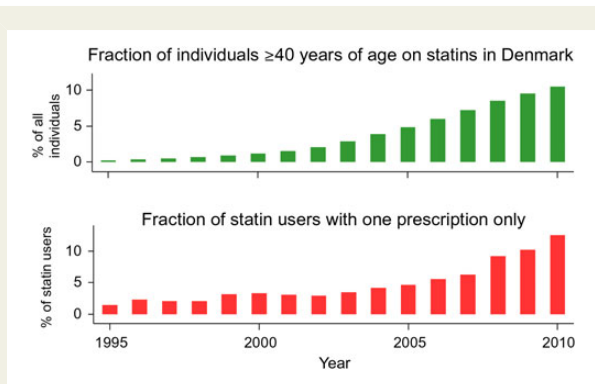 Fraction of individuals ≥40 years of age on statins in Denmark
10
5
0
% of all
individuals
Fraction of statin users with one prescription only
10
5
0
% of statin users
1995
2000
2005
2010
Year